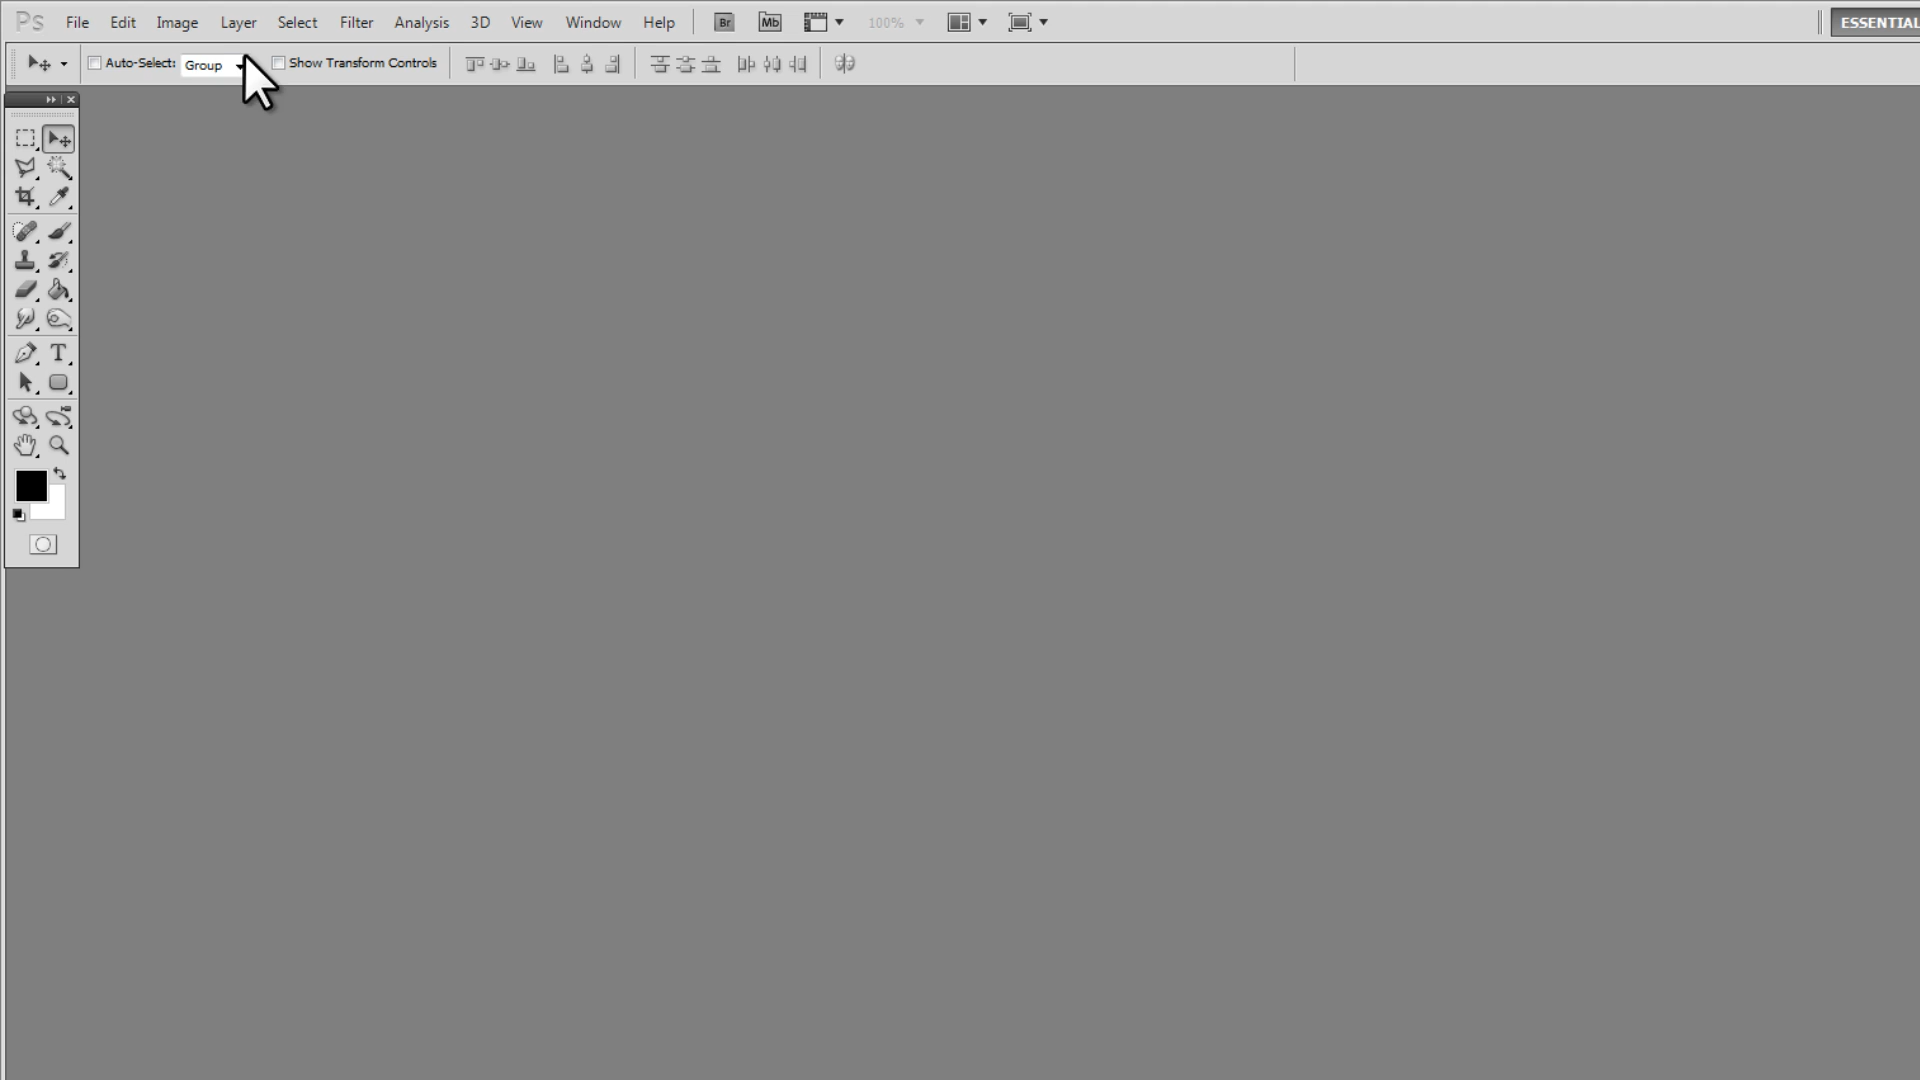 Ps File Edit Image Layer Select Filter Analysis 3D View Window Help Br Mb 100% ESSENTIAL
Auto-Select: Group Show Transform Controls
T